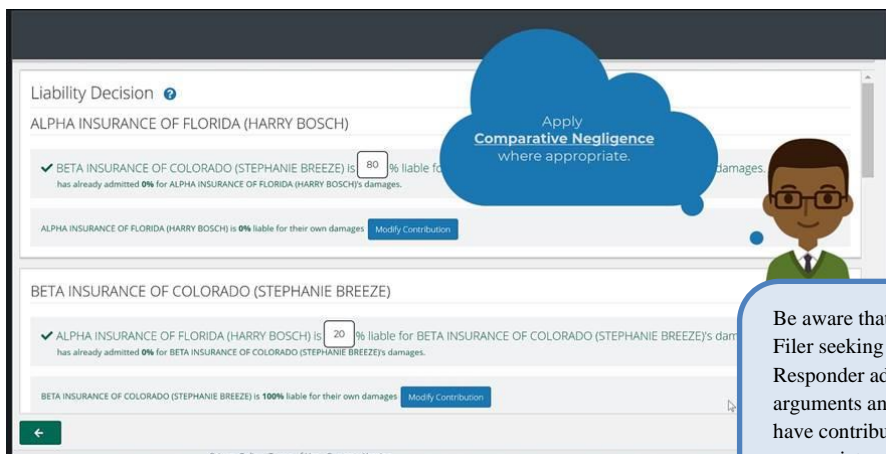 Liability Decision ?
ALPHA INSURANCE OF FLORIDA (HARRY BOSCH)
Apply
Comparative Negligence
where appropriate.
✔ BETA INSURANCE OF COLORADO (STEPHANIE BREEZE) is 80 % liable fo damages.
has already admitted 0% for ALPHA INSURANCE OF FLORIDA (HARRY BOSCH)'s damages.
ALPHA INSURANCE OF FLORIDA (HARRY BOSCH) is 0% liable for their own damages Modify Contribution
BETA INSURANCE OF COLORADO (STEPHANIE BREEZE)
✔ ALPHA INSURANCE OF FLORIDA (HARRY BOSCH) is 20 % liable for BETA INSURANCE OF COLORADO (STEPHANIE BREEZE)'s dam
has already admitted 0% for BETA INSURANCE OF COLORADO (STEPHANIE BREEZE)'s damages.
BETA INSURANCE OF COLORADO (STEPHANIE BREEZE) is 100% liable for their own damages Modify Contribution
Be aware that
Filer seeking
Responder ad
arguments an
have contribu